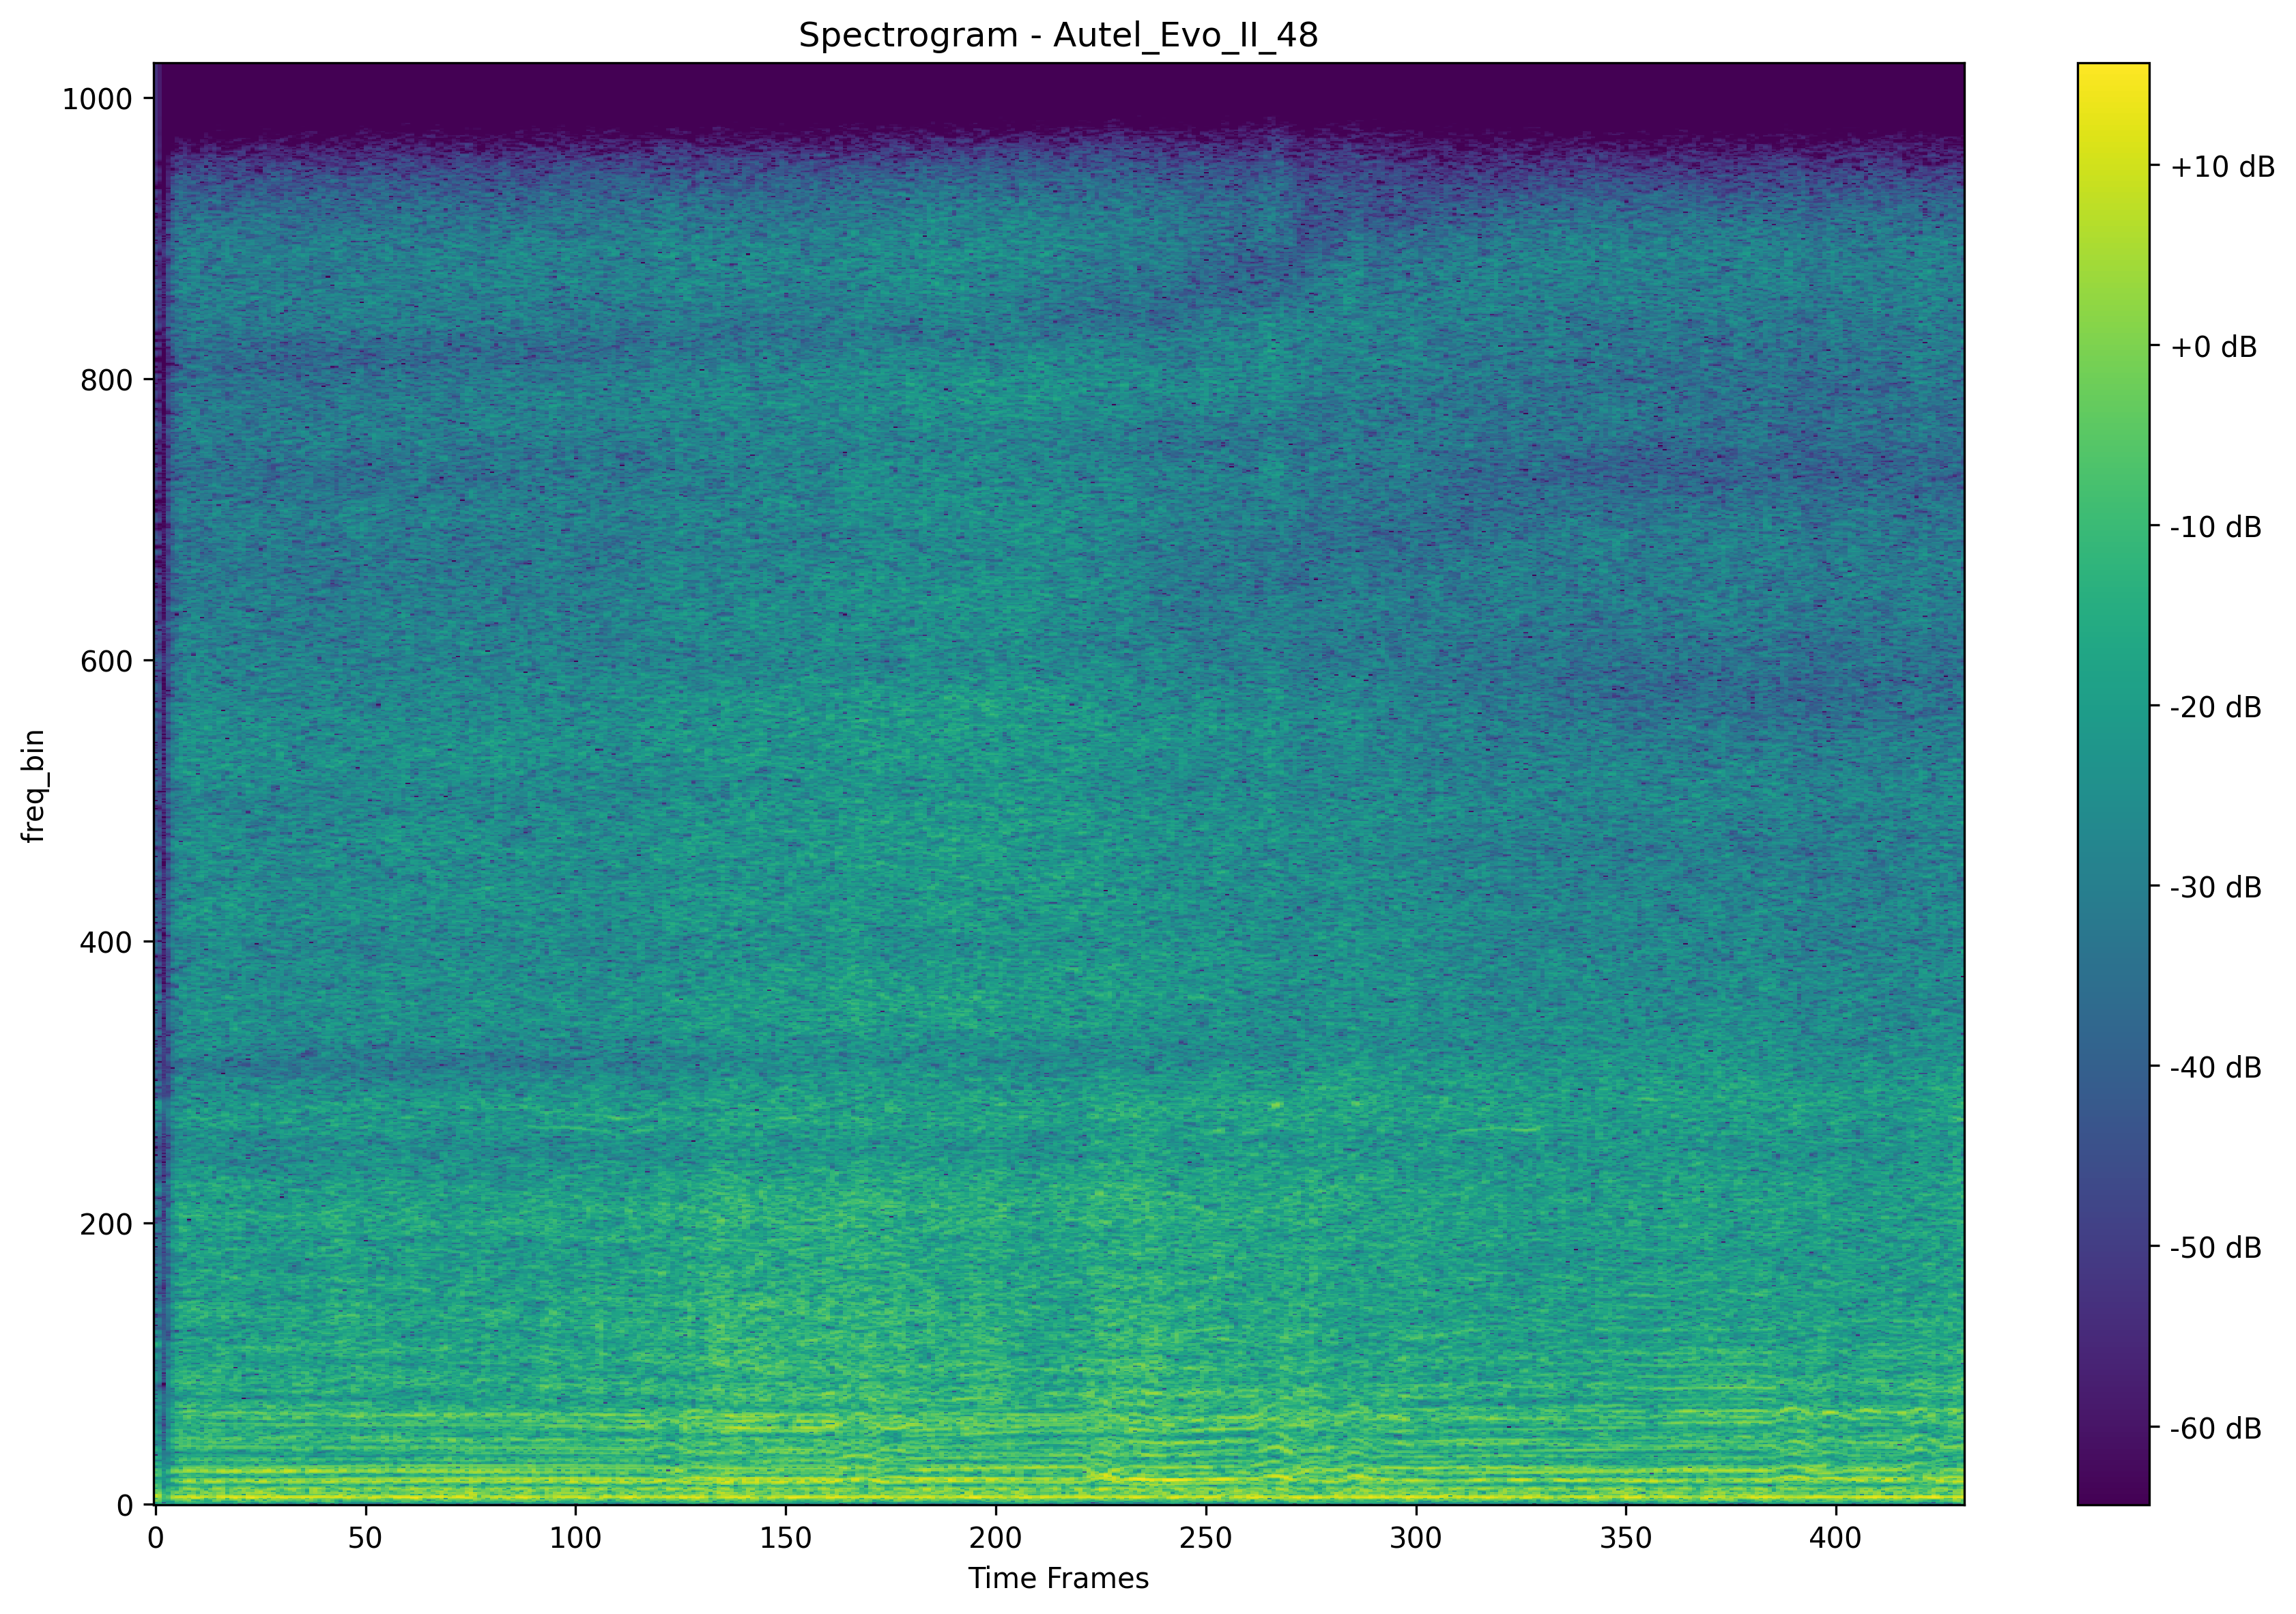 Spectrogram - Autel_Evo_II_48
1000
800
600
400
200
0
freq_bin
0 50 100 150 200 250 300 350 400
Time Frames
+10 dB
+0 dB
-10 dB
-20 dB
-30 dB
-40 dB
-50 dB
-60 dB